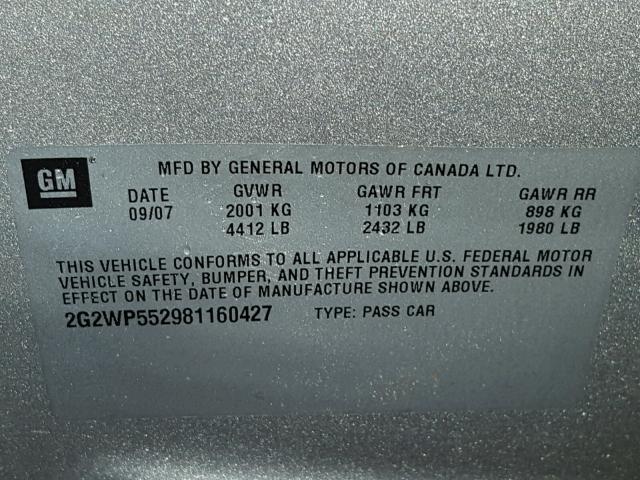 GM
MFD BY GENERAL MOTORS OF CANADA LTD.
DATE GVWR GAWR FRT GAWR RR
09/07 2001 KG 1103 KG 898 KG
4412 LB 2432 LB 1980 LB
THIS VEHICLE CONFORMS TO ALL APPLICABLE U.S. FEDERAL MOTOR
VEHICLE SAFETY, BUMPER, AND THEFT PREVENTION STANDARDS IN
EFFECT ON THE DATE OF MANUFACTURE SHOWN ABOVE.
2G2WP552981160427 TYPE: PASS CAR